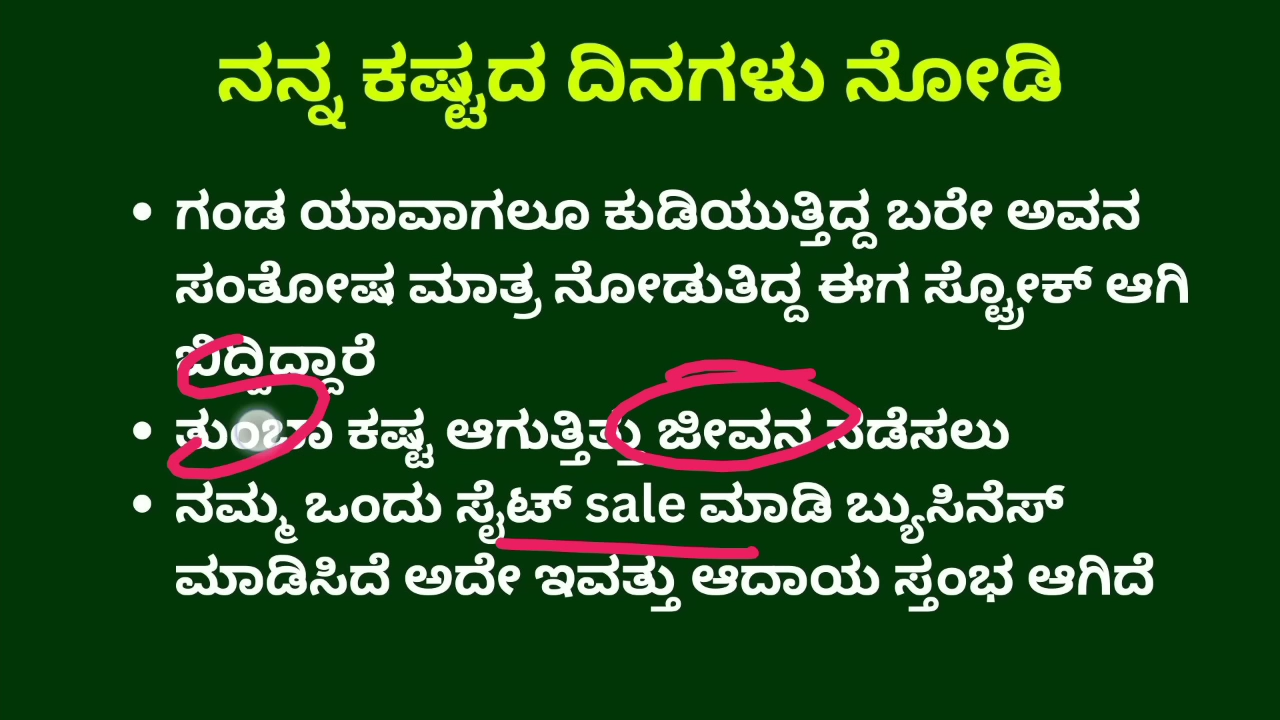 ನನ್ನ ಕಷ್ಟದ ದಿನಗಳು ನೋಡಿ
• ಗಂಡ ಯಾವಾಗಲೂ ಕುಡಿಯುತ್ತಿದ್ದ ಬರೇ ಅವನ
ಸಂತೋಷ ಮಾತ್ರ ನೋಡುತಿದ್ದ ಈಗ ಸ್ಟ್ರೋಕ್ ಆಗಿ
ಬಿದ್ದಿದ್ದಾರೆ
• ತುಂಬಾ ಕಷ್ಟ ಆಗುತ್ತಿತ್ತು ಜೀವನ ನಡೆಸಲು
• ನಮ್ಮ ಒಂದು ಸೈಟ್ sale ಮಾಡಿ ಬ್ಯುಸಿನೆಸ್
ಮಾಡಿಸಿದೆ ಅದೇ ಇವತ್ತು ಆದಾಯ ಸ್ತಂಭ ಆಗಿದೆ